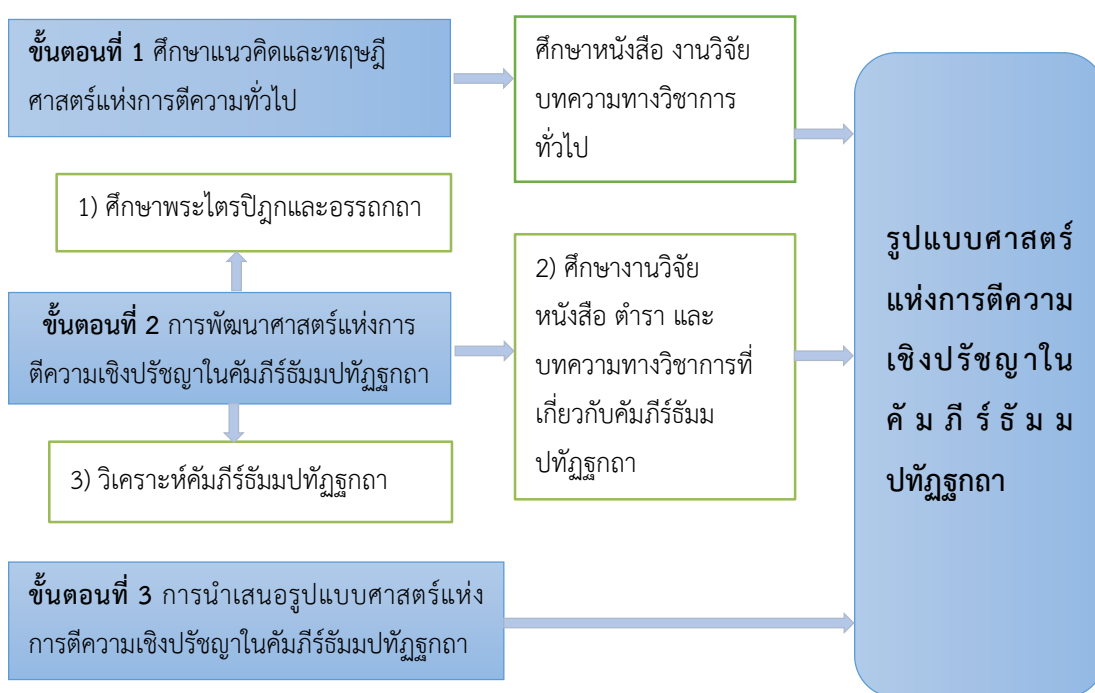 ขั้นตอนที่ 1 ศึกษาแนวคิดและทฤษฎี
ศาสตร์แห่งการตีความทั่วไป
ศึกษาหนังสือ งานวิจัย
บทความทางวิชาการ
ทั่วไป
1) ศึกษาพระไตรปิฎกและอรรถกถา
ขั้นตอนที่ 2 การพัฒนาศาสตร์แห่งการ
ตีความเชิงปรัชญาในคัมภีร์ธัมมปทัฏฐกถา
2) ศึกษางานวิจัย
หนังสือ ตำรา และ
บทความทางวิชาการที่
เกี่ยวกับคัมภีร์ธัมม
ปทัฏฐกถา
3) วิเคราะห์คัมภีร์ธัมมปทัฏฐกถา
ขั้นตอนที่ 3 การนำเสนอรูปแบบศาสตร์แห่ง
การตีความเชิงปรัชญาในคัมภีร์ธัมมปทัฏฐกถา
รูปแบบศาสตร์
แห่งการตีความ
เชิงปรัชญาใน
คัมภีร์ธัมม
ปทัฏฐกถา